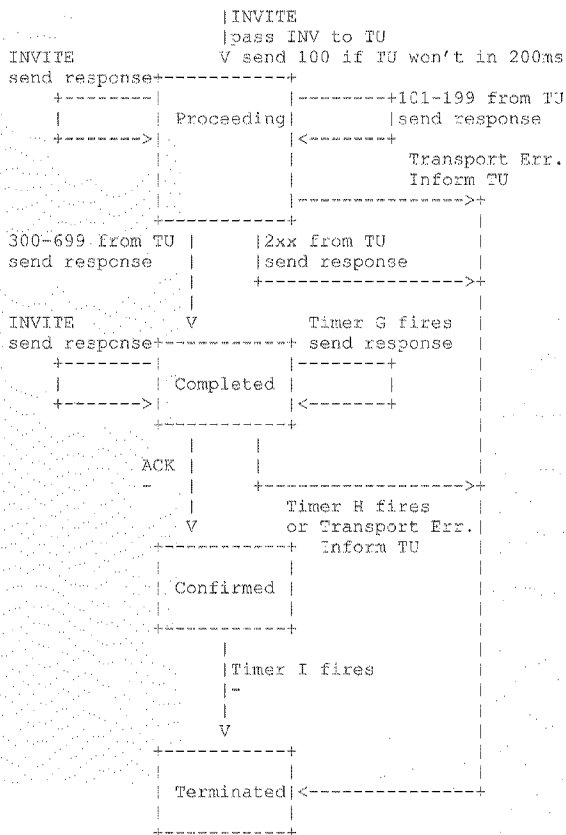 |INVITE
|pass INV to TU
INVITE V send 100 if TU won't in 200ms
send response+-----------+
+--------| |--------+101-199 from TU
| | Proceeding| |send response
+------->| |<-------+
| | Transport Err.
| | Inform TU
| |--------------->+
+-----------+ |
300-699 from TU | |2xx from TU |
send response | |send response |
| +------------------>+
| |
INVITE V Timer G fires |
send response+-----------+ send response |
+--------| |--------+ |
| | Completed | | |
+------->| |<-------+ |
+-----------+ |
ACK | | |
- | +------------------>+
| Timer H fires |
V or Transport Err.|
+-----------+ Inform TU |
| | |
| Confirmed | |
| | |
+-----------+ |
| |
|Timer I fires |
|- |
| |
V |
+-----------+ |
| | |
| Terminated|<---------------+
| |
+-----------+